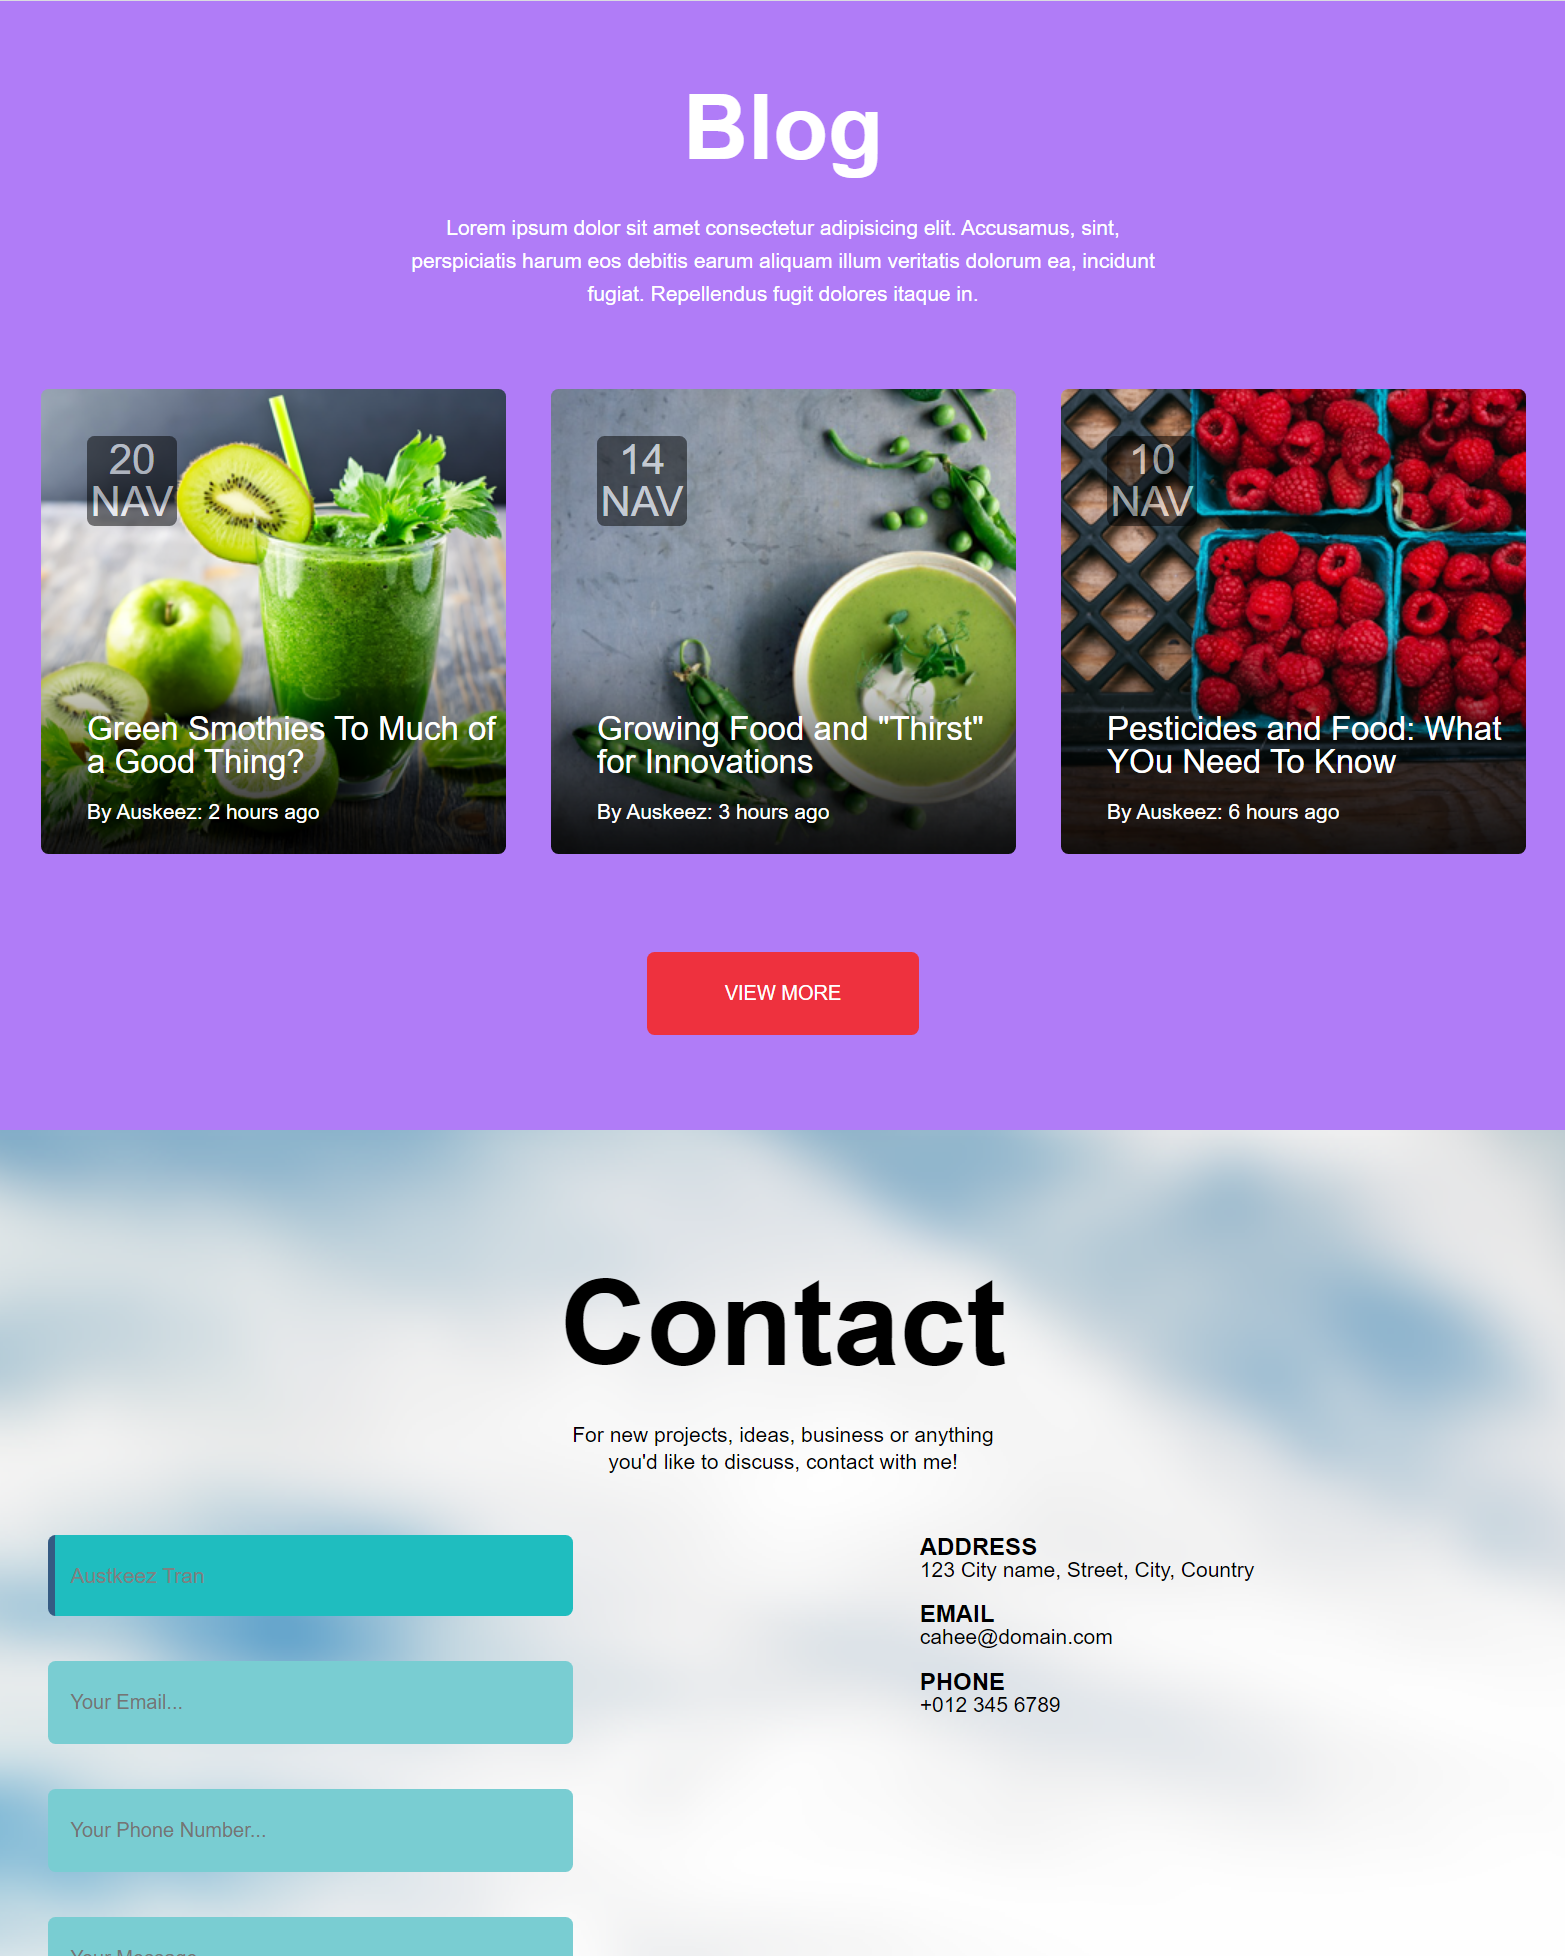 Blog
Lorem ipsum dolor sit amet consectetur adipisicing elit. Accusamus, sint,
perspiciatis harum eos debitis earum aliquam illum veritatis dolorum ea, incidunt
fugiat. Repellendus fugit dolores itaque in.
20
NAV
Green Smothies To Much of
a Good Thing?
By Auskeez: 2 hours ago
14
NAV
Growing Food and "Thirst"
for Innovations
By Auskeez: 3 hours ago
10
NAV
Pesticides and Food: What
YOu Need To Know
By Auskeez: 6 hours ago
VIEW MORE
Contact
For new projects, ideas, business or anything
you'd like to discuss, contact with me!
Austkeez Tran
Your Email...
Your Phone Number...
Your Message...
ADDRESS
123 City name, Street, City, Country
EMAIL
cahee@domain.com
PHONE
+012 345 6789